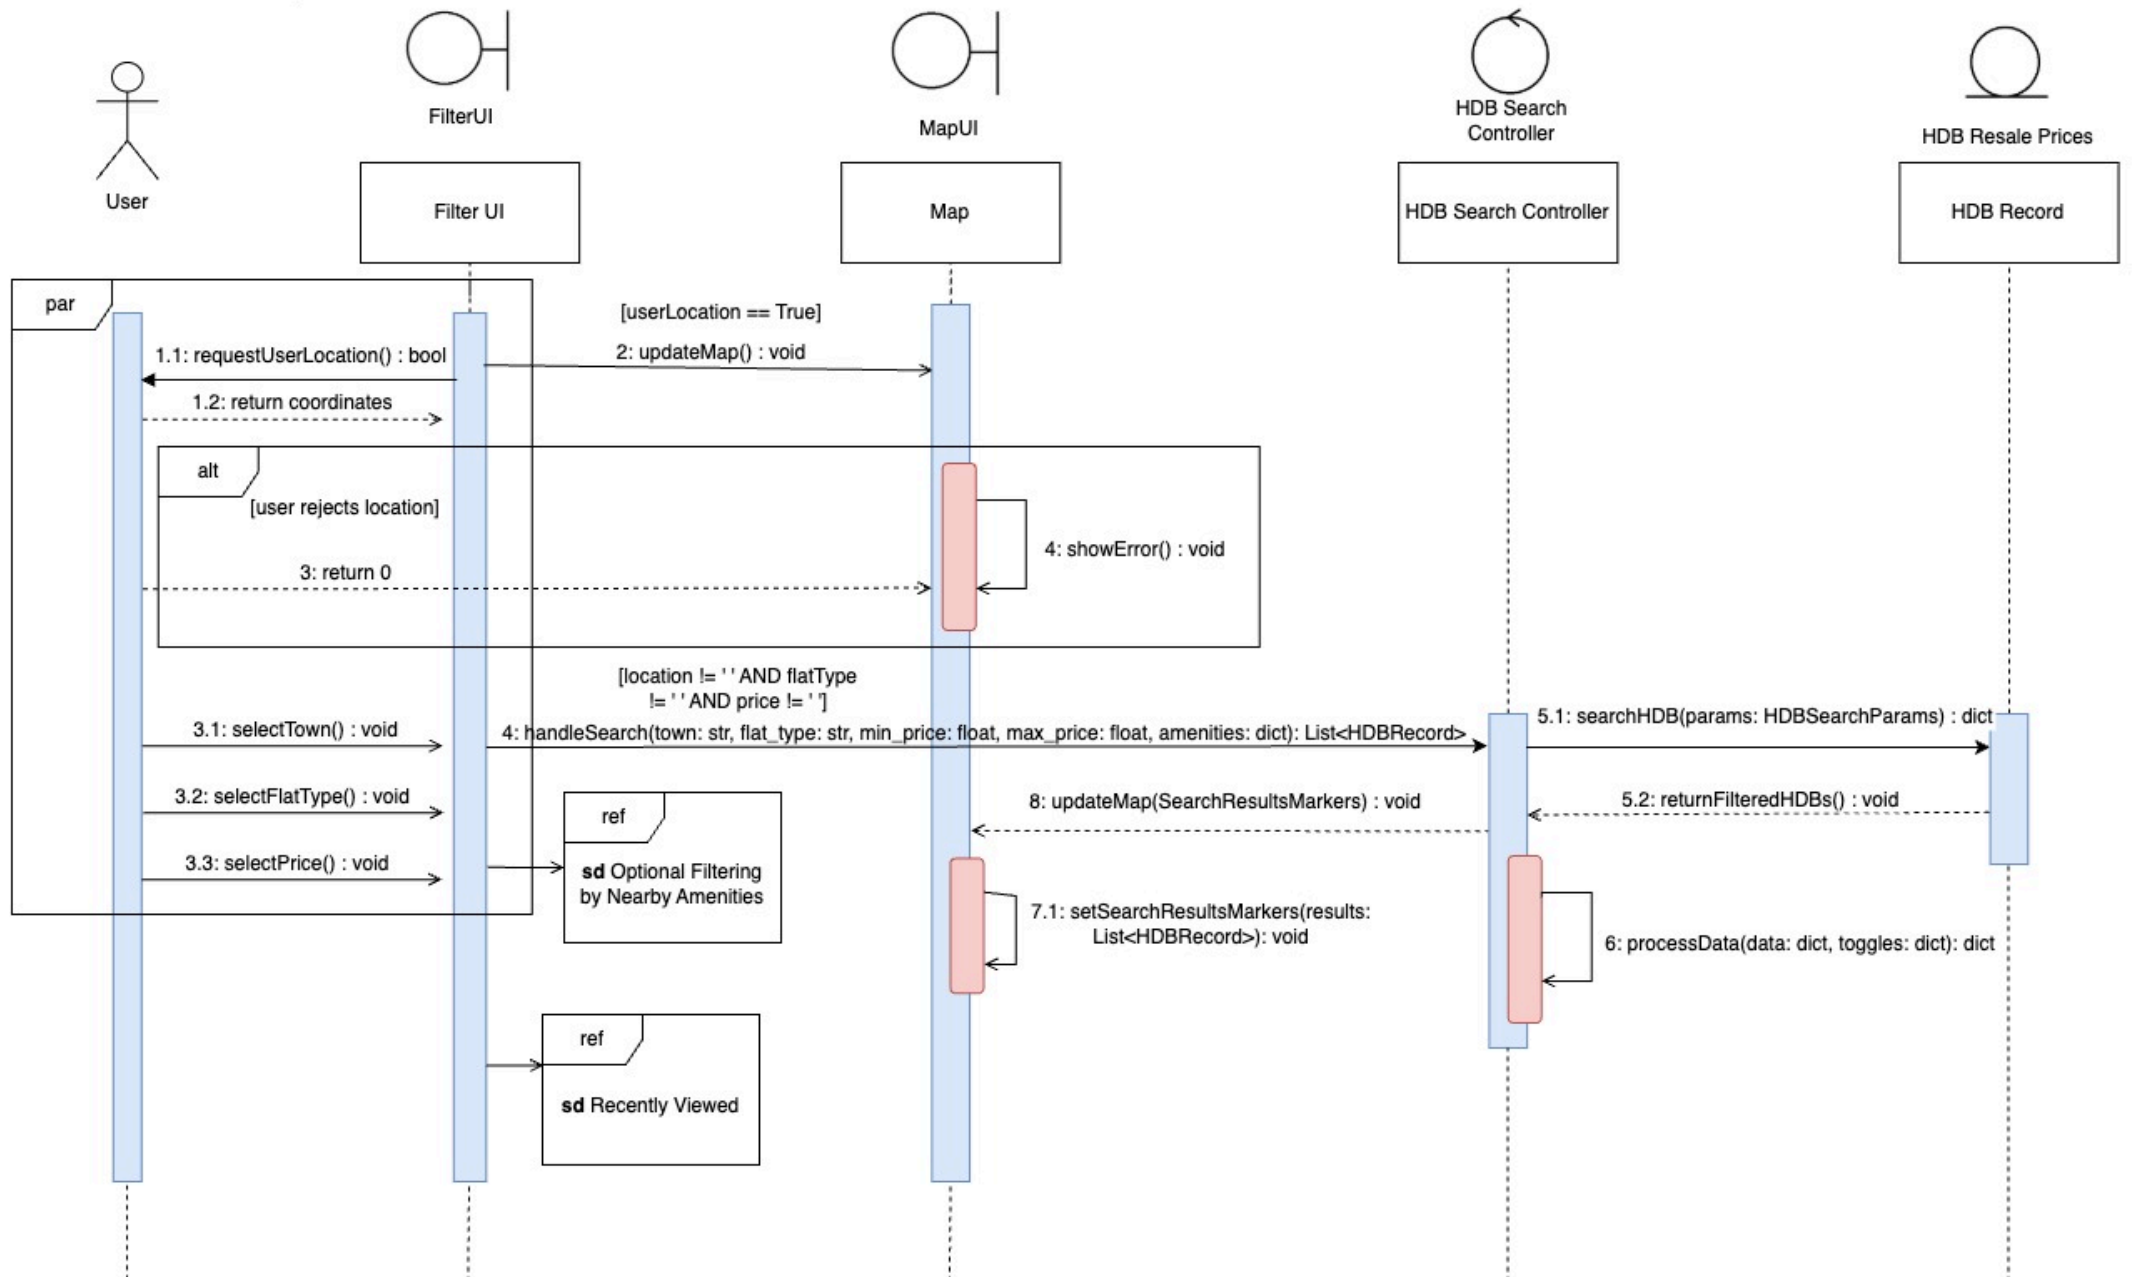 FilterUI
MapUI
HDB Search
Controller
HDB Resale Prices
User
Filter UI
Map
HDB Search Controller
HDB Record
par
[userLocation == True]
1.1: requestUserLocation() : bool
2: updateMap() : void
1.2: return coordinates
alt
[user rejects location]
4: showError() : void
3: return 0
[location != ' ' AND flatType
!= ' ' AND price != ' ']
3.1: selectTown() : void
4: handleSearch(town: str, flat_type: str, min_price: float, max_price: float, amenities: dict): List<HDBRecord>
5.1: searchHDB(params: HDBSearchParams) : dict
3.2: selectFlatType() : void
8: updateMap(SearchResultsMarkers) : void
5.2: returnFilteredHDBs() : void
ref
3.3: selectPrice() : void
sd Optional Filtering
by Nearby Amenities
7.1: setSearchResultsMarkers(results:
List<HDBRecord>): void
6: processData(data: dict, toggles: dict): dict
ref
sd Recently Viewed